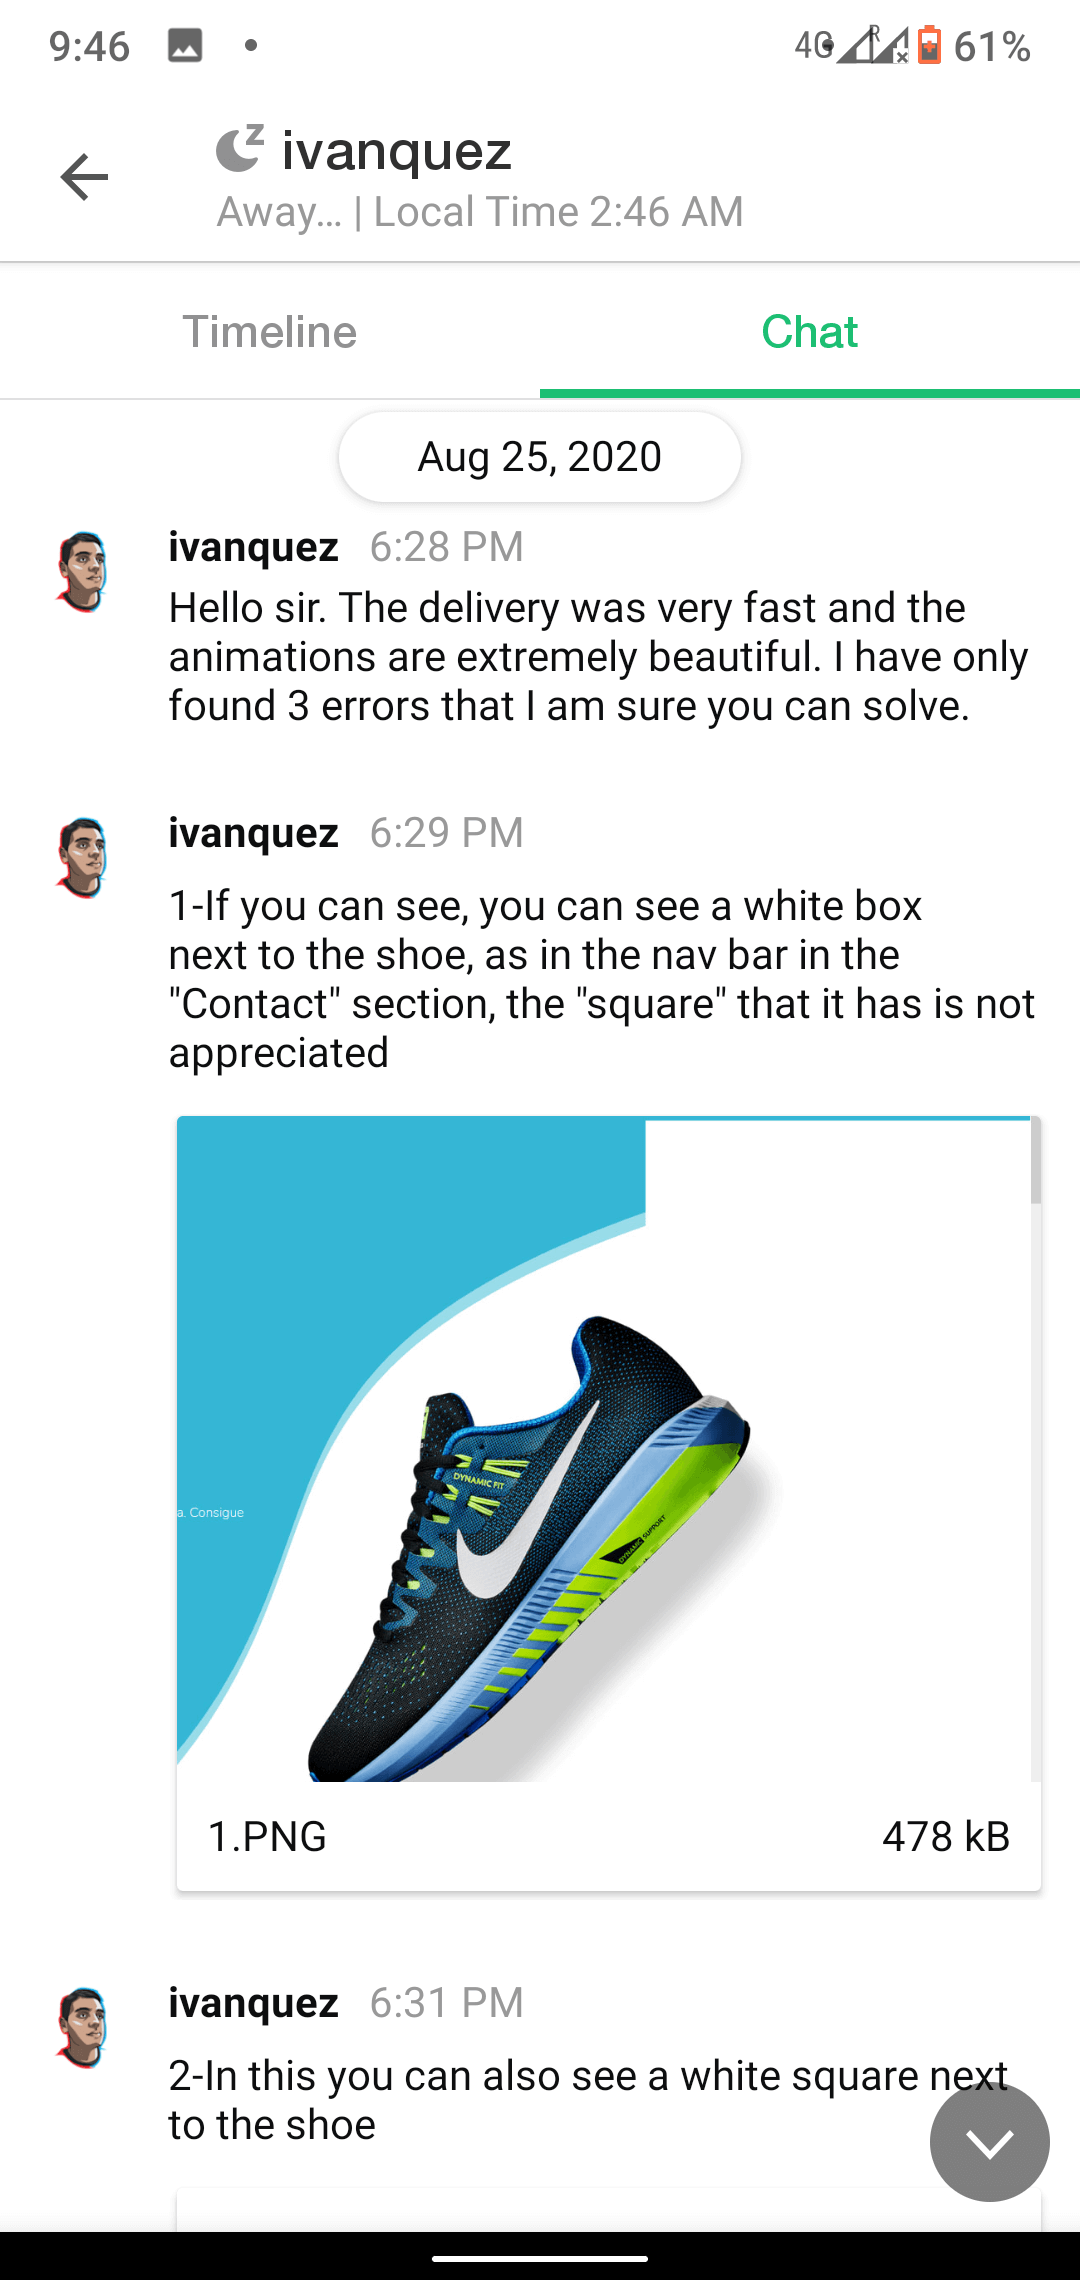 9:46
4G R 61%
ivanquez
Away... | Local Time 2:46 AM
Timeline
Chat
Aug 25, 2020
ivanquez 6:28 PM
Hello sir. The delivery was very fast and the
animations are extremely beautiful. I have only
found 3 errors that I am sure you can solve.
ivanquez 6:29 PM
1-If you can see, you can see a white box
next to the shoe, as in the nav bar in the
"Contact" section, the "square" that it has is not
appreciated
DYNAMIC FIT
a. Consigue
DYNAMIC SUPPORT
1.PNG 478 kB
ivanquez 6:31 PM
2-In this you can also see a white square next
to the shoe